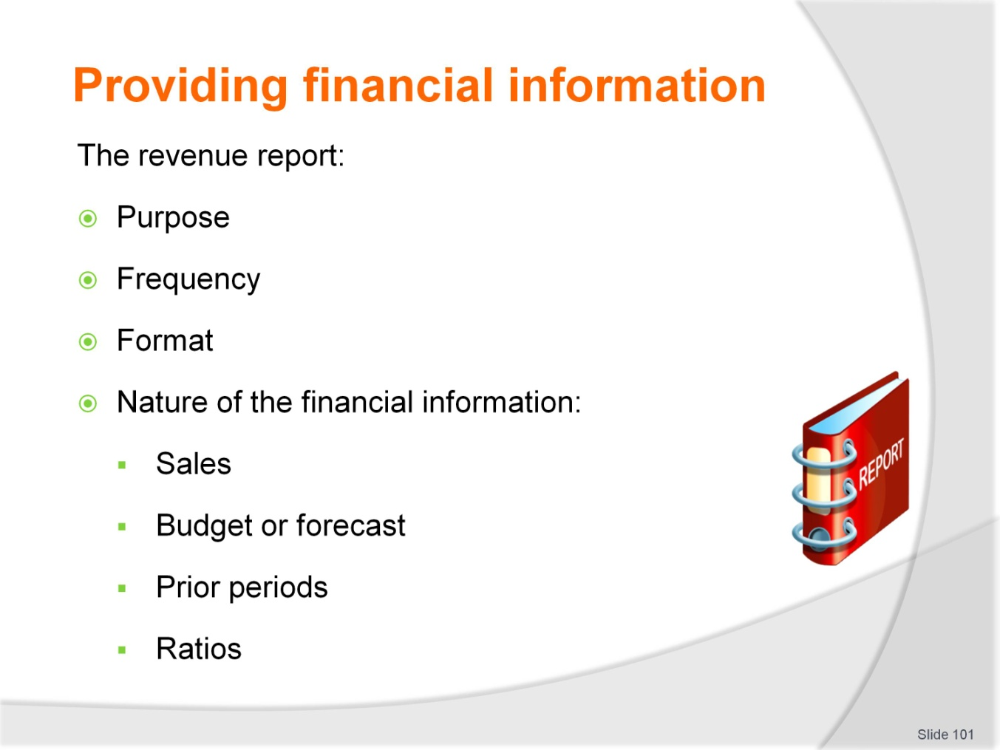 Providing financial information
The revenue report:
Purpose
Frequency
Format
Nature of the financial information:
Sales
Budget or forecast
Prior periods
Ratios
REPORT
Slide 101